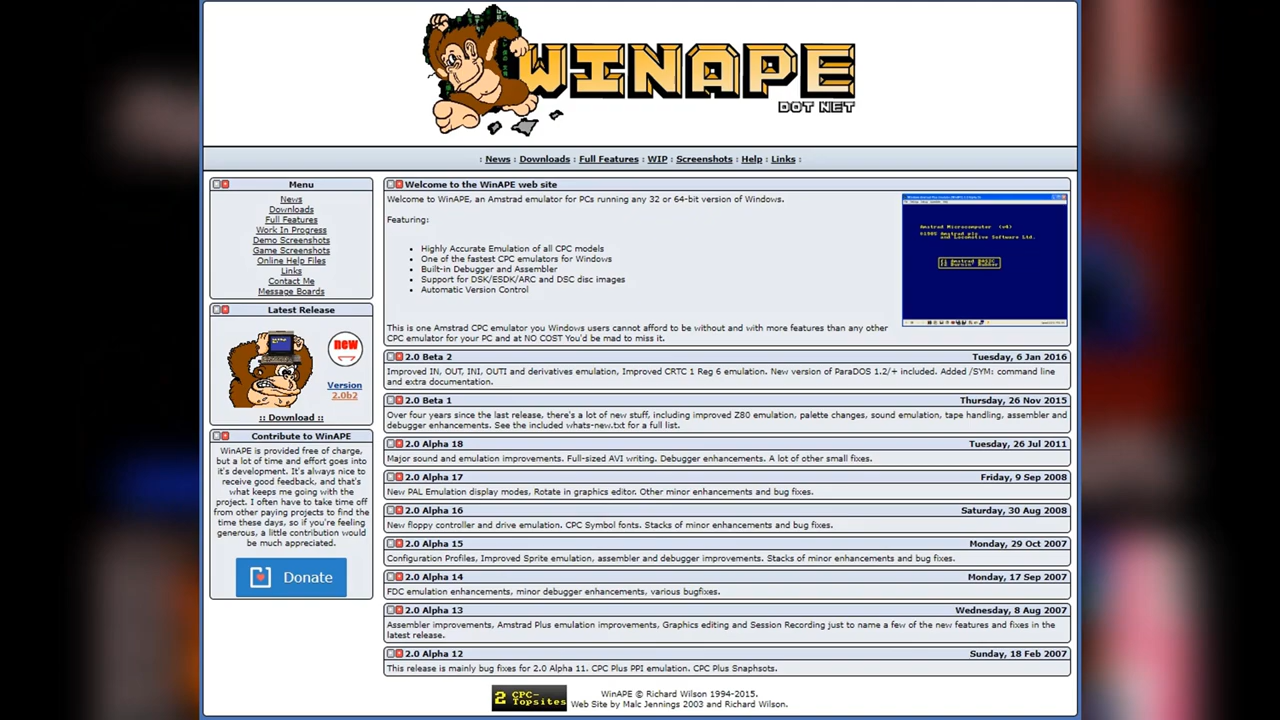 WINAPE
DOT NET
: News : Downloads : Full Features : WIP : Screenshots : Help : Links :
Menu
News
Downloads
Full Features
Work In Progress
Demo Screenshots
Game Screenshots
Online Help Files
Links
Contact Me
Message Boards
Latest Release
new
Version
2.0b2
:: Download ::
Contribute to WinAPE
WinAPE is provided free of charge,
but a lot of time and effort goes into
it's development. It's always nice to
receive good feedback, and that's
what keeps me going with the
project. I often have to take time off
from other paying projects to find the
time these days, so if you're feeling
generous, a little contribution would
be much appreciated.
Donate
Welcome to the WinAPE web site
Welcome to WinAPE, an Amstrad emulator for PCs running any 32 or 64-bit version of Windows.
Featuring:
Highly Accurate Emulation of all CPC models
One of the fastest CPC emulators for Windows
Built-in Debugger and Assembler
Support for DSK/ESDK/ARC and DSC disc images
Automatic Version Control
This is one Amstrad CPC emulator you Windows users cannot afford to be without and with more features than any other
CPC emulator for your PC and at NO COST You'd be mad to miss it.
Amstrad Microcomputer (v4)
©1985 Amstrad plc
and Locomotive Software Ltd.
2.0 Beta 2 Tuesday, 6 Jan 2016
Improved IN, OUT, INI, OUTI and derivatives emulation, Improved CRTC 1 Reg 6 emulation. New version of ParaDOS 1.2/+ included. Added /SYM: command line
and extra documentation.
2.0 Beta 1 Thursday, 26 Nov 2015
Over four years since the last release, there's a lot of new stuff, including improved Z80 emulation, palette changes, sound emulation, tape handling, assembler and
debugger enhancements. See the included whats-new.txt for a full list.
2.0 Alpha 18 Tuesday, 26 Jul 2011
Major sound and emulation improvements. Full-sized AVI writing. Debugger enhancements. A lot of other small fixes.
2.0 Alpha 17 Friday, 9 Sep 2008
New PAL Emulation display modes, Rotate in graphics editor. Other minor enhancements and bug fixes.
2.0 Alpha 16 Saturday, 30 Aug 2008
New floppy controller and drive emulation. CPC Symbol fonts. Stacks of minor enhancements and bug fixes.
2.0 Alpha 15 Monday, 29 Oct 2007
Configuration Profiles, Improved Sprite emulation, assembler and debugger improvements. Stacks of minor enhancements and bug fixes.
2.0 Alpha 14 Monday, 17 Sep 2007
FDC emulation enhancements, minor debugger enhancements, various bugfixes.
2.0 Alpha 13 Wednesday, 8 Aug 2007
Assembler improvements, Amstrad Plus emulation improvements, Graphics editing and Session Recording just to name a few of the new features and fixes in the
latest release.
2.0 Alpha 12 Sunday, 18 Feb 2007
This release is mainly bug fixes for 2.0 Alpha 11. CPC Plus PPI emulation. CPC Plus Snaphsots.
2 CPC-
Topsites
WinAPE © Richard Wilson 1994-2015.
Web Site by Malc Jennings 2003 and Richard Wilson.